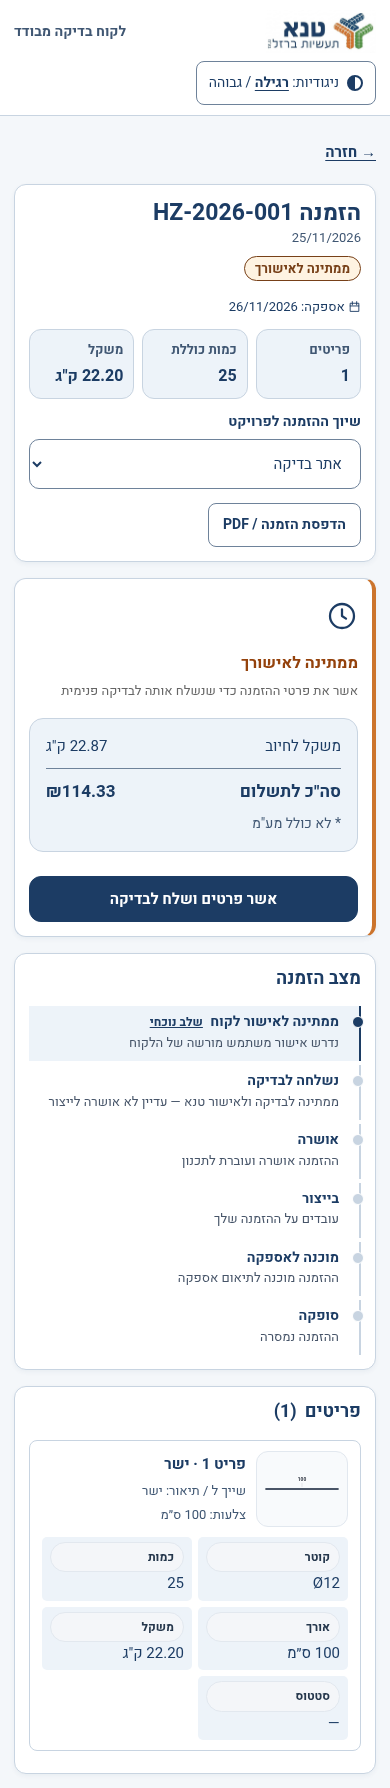 טנא
תעשיות ברזל
לקוח בדיקה מבודד
ניגודיות: רגילה / גבוהה
→ חזרה
הזמנה HZ-2026-001
25/11/2026
ממתינה לאישורך
אספקה: 26/11/2026
פריטים
1
כמות כוללת
25
משקל
22.20 ק"ג
שיוך ההזמנה לפרויקט
אתר בדיקה
הדפסת הזמנה / PDF
ממתינה לאישורך
אשר את פרטי ההזמנה כדי שנשלח אותה לבדיקה פנימית
משקל לחיוב 22.87 ק"ג
סה"כ לתשלום ₪114.33
* לא כולל מע"מ
אשר פרטים ושלח לבדיקה
מצב הזמנה
ממתינה לאישור לקוח שלב נוכחי
נדרש אישור משתמש מורשה של הלקוח
נשלחה לבדיקה
ממתינה לבדיקה ולאישור טנא — עדיין לא אושרה לייצור
אושרה
ההזמנה אושרה ועוברת לתכנון
בייצור
עובדים על ההזמנה שלך
מוכנה לאספקה
ההזמנה מוכנה לתיאום אספקה
סופקה
ההזמנה נמסרה
פריטים (1)
100
פריט 1 · ישר
שייך ל / תיאור: ישר
צלעות: 100 ס"מ
קוטר
Ø12
כמות
25
אורך
100 ס"מ
משקל
22.20 ק"ג
סטטוס
—